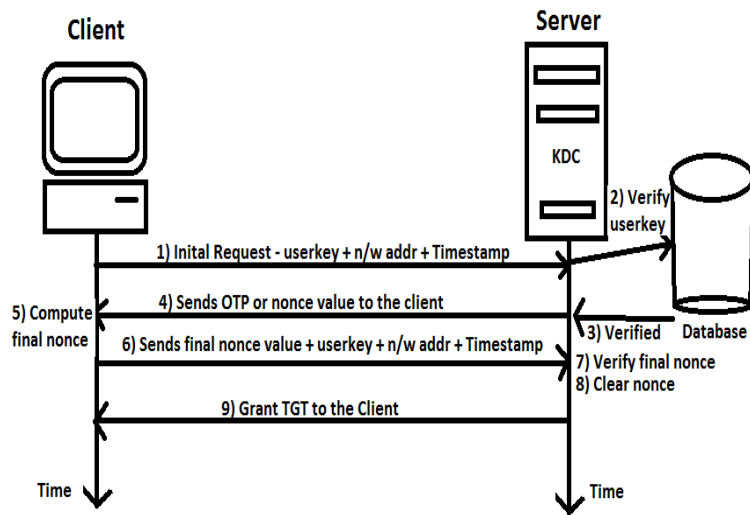 Client
Server
KDC
2) Verify
userkey
1) Inital Request - userkey + n/w addr + Timestamp
4) Sends OTP or nonce value to the client
5) Compute
final nonce
3) Verified
Database
6) Sends final nonce value + userkey + n/w addr + Timestamp
7) Verify final nonce
8) Clear nonce
9) Grant TGT to the Client
Time
Time